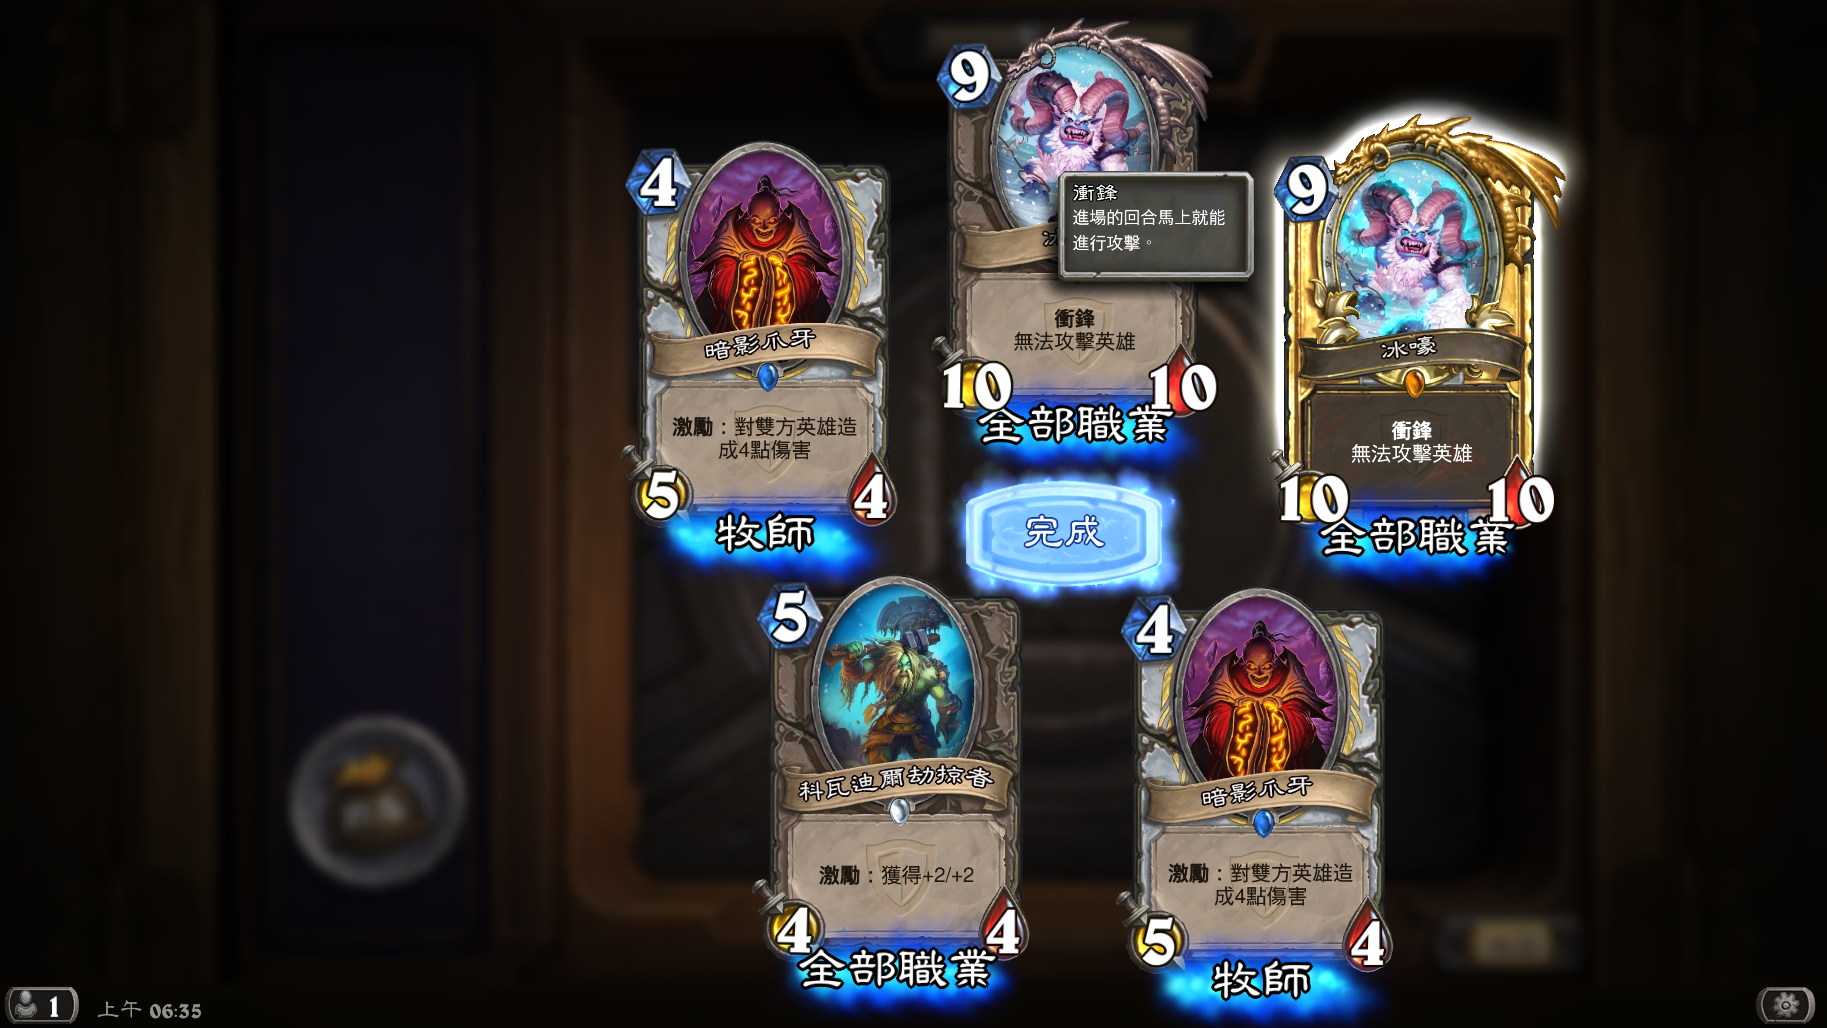 9
衝鋒
進場的回合馬上就能
進行攻擊。
衝鋒
無法攻擊英雄
10
10
全部職業
4
暗影爪牙
激勵：對雙方英雄造
成4點傷害
5
4
牧師
9
冰嚎
衝鋒
無法攻擊英雄
10
10
全部職業
完成
5
科瓦迪爾劫掠者
激勵：獲得+2/+2
4
4
全部職業
4
暗影爪牙
激勵：對雙方英雄造
成4點傷害
5
4
牧師
1
上午 06:35